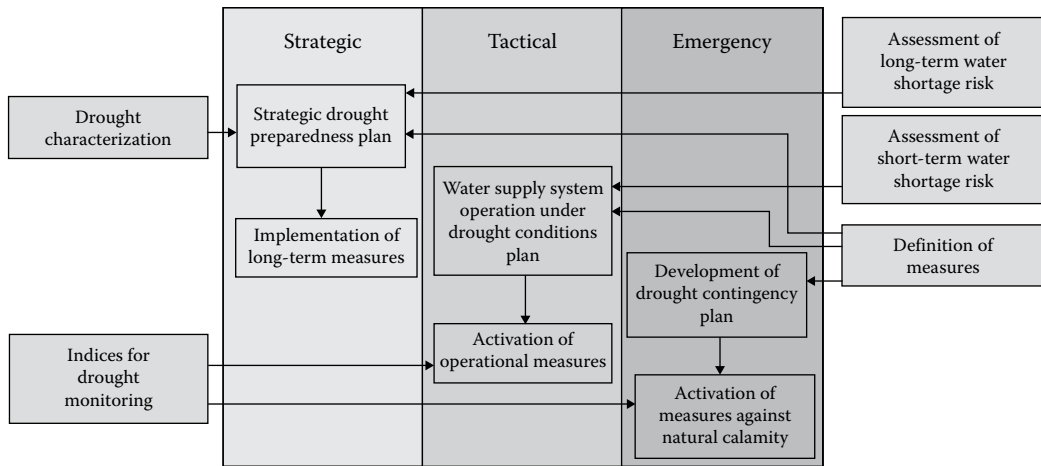 Strategic
Tactical
Emergency
Assessment of
long-term water
shortage risk
Drought
characterization
Strategic drought
preparedness plan
Assessment of
short-term water
shortage risk
Water supply system
operation under
drought conditions
plan
Implementation of
long-term measures
Definition of
measures
Development of
drought contingency
plan
Indices for
drought
monitoring
Activation of
operational measures
Activation of
measures against
natural calamity